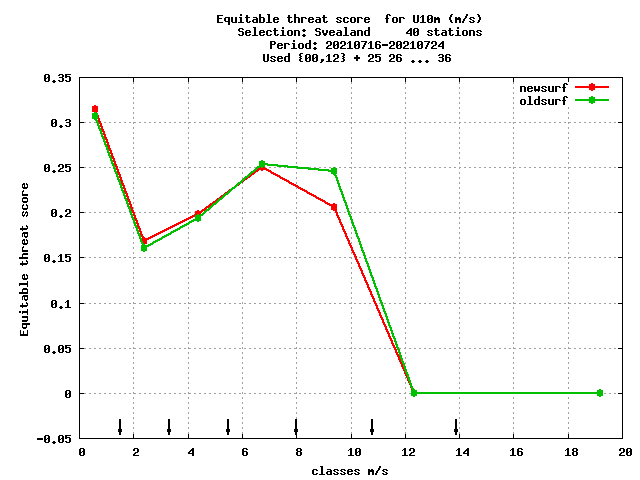 Equitable threat score  for U10m (m/s)
Selection: Svealand     40 stations
Period: 20210716-20210724
Used {00,12} + 25 26 ... 36
0.35
0.3
0.25
0.2
0.15
0.1
0.05
0
-0.05
Equitable threat score
newsurf
oldsurf
0 2 4 6 8 10 12 14 16 18 20
classes m/s